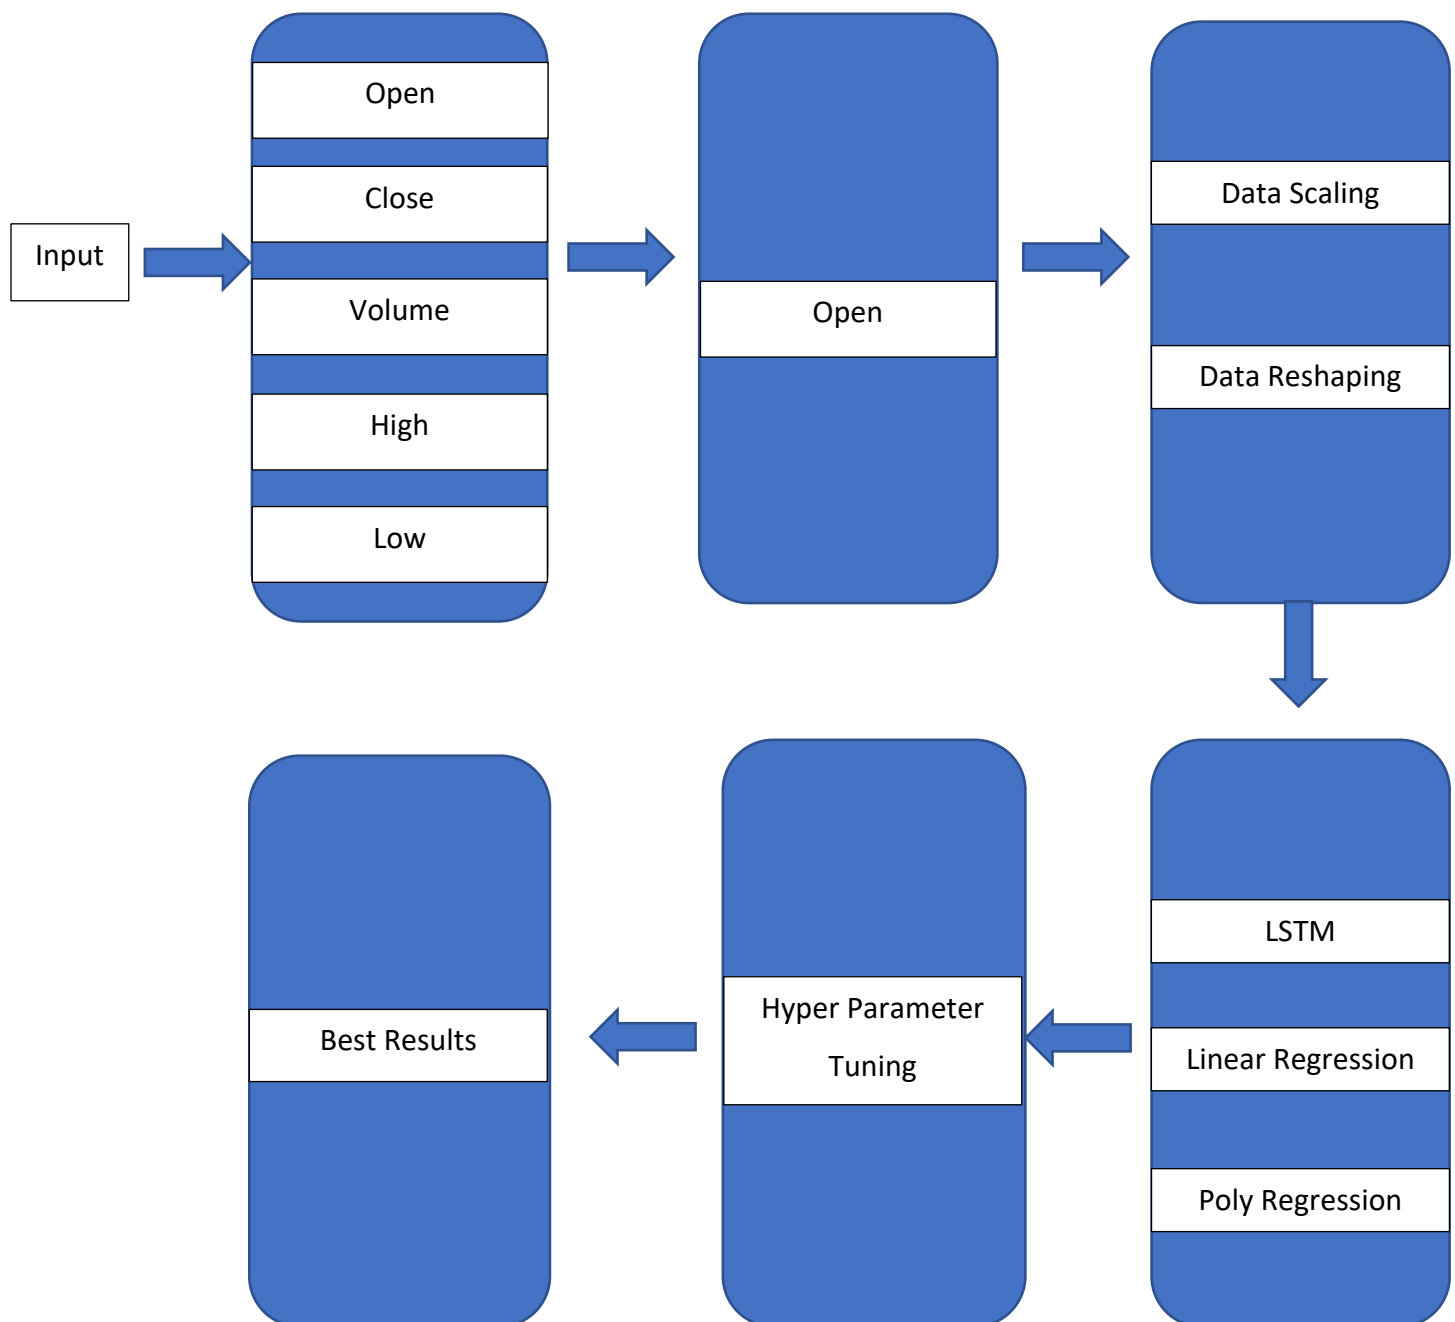 Input
Open
Close
Volume
High
Low
Open
Data Scaling
Data Reshaping
LSTM
Linear Regression
Poly Regression
Hyper Parameter
Tuning
Best Results